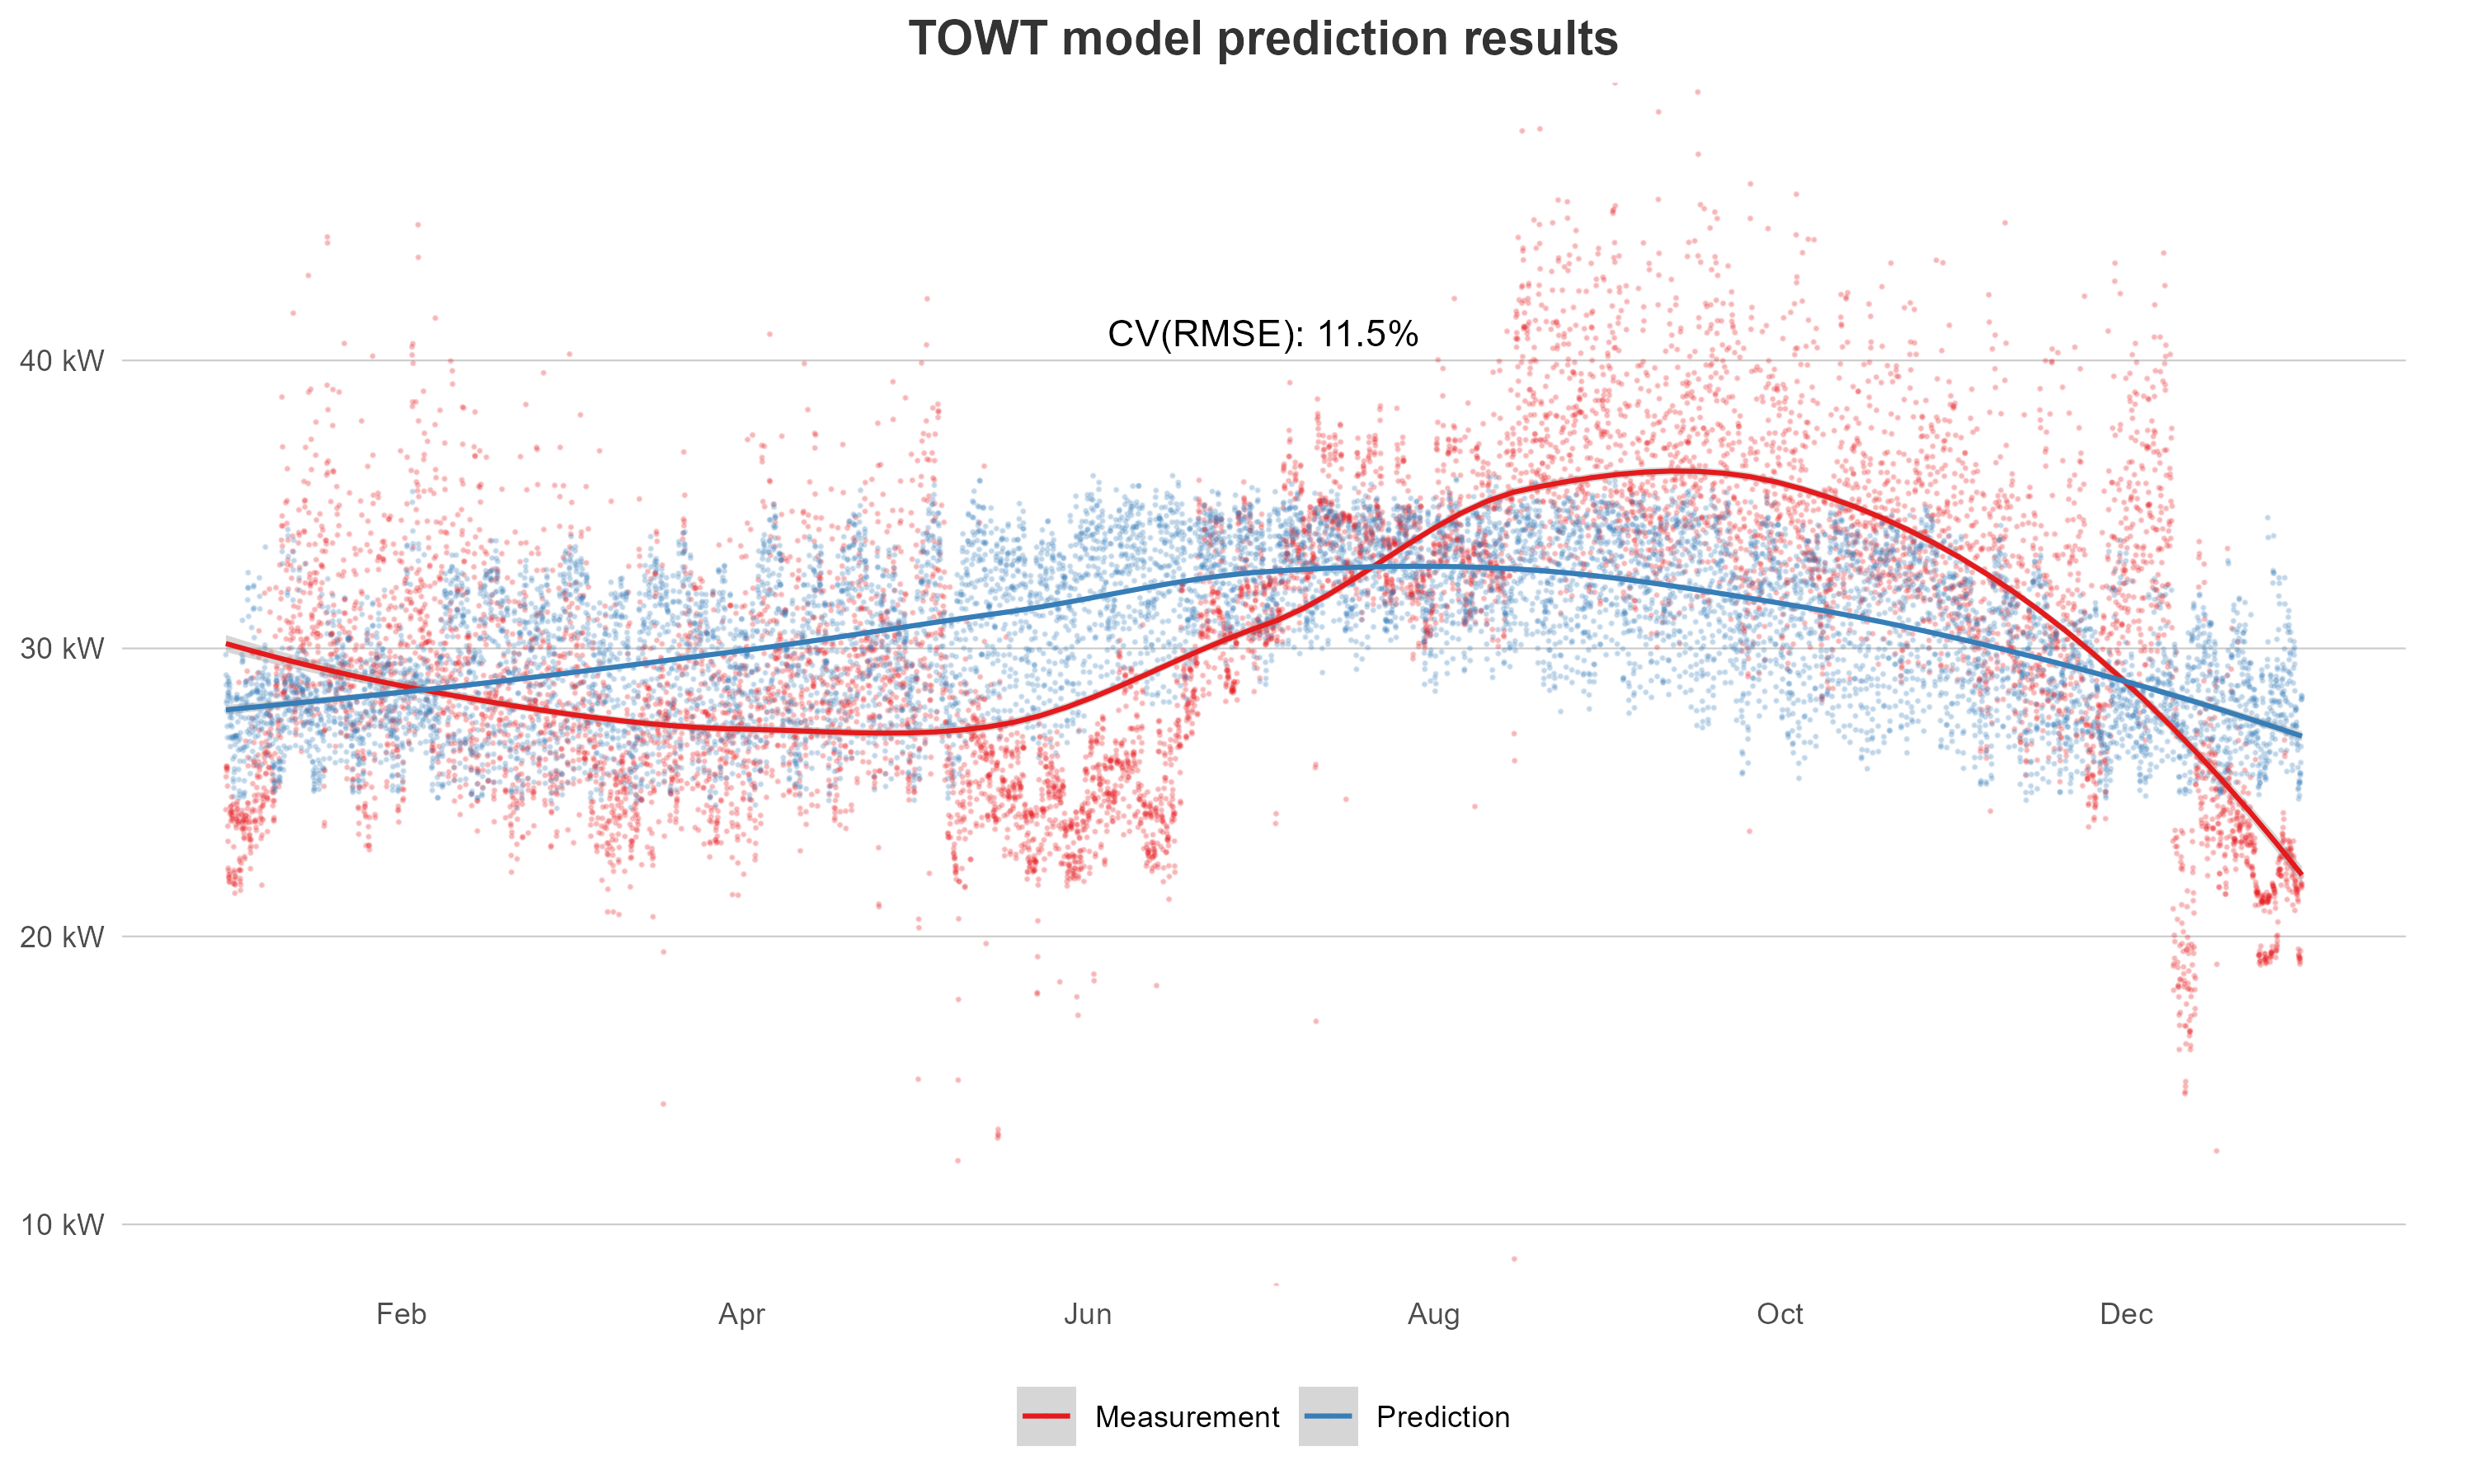 TOWT model prediction results
CV(RMSE): 11.5%
40 kW
30 kW
20 kW
10 kW
Feb Apr Jun Aug Oct Dec
Measurement Prediction